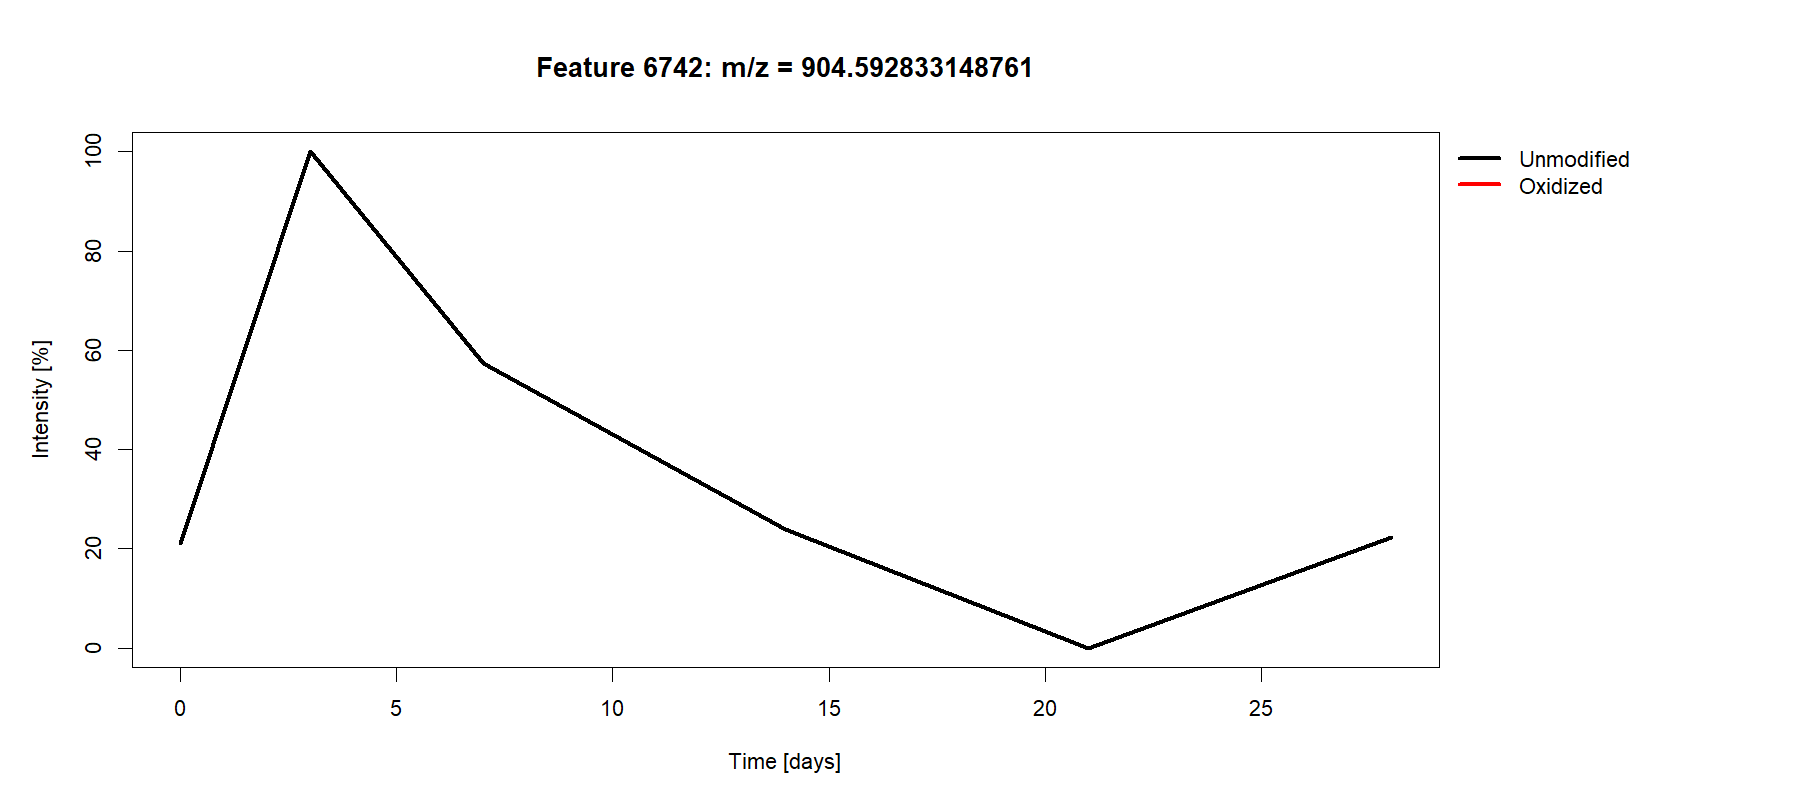 Feature 6742: m/z = 904.592833148761
Unmodified
Oxidized
100
80
60
40
20
0
Intensity [%]
0 5 10 15 20 25
Time [days]